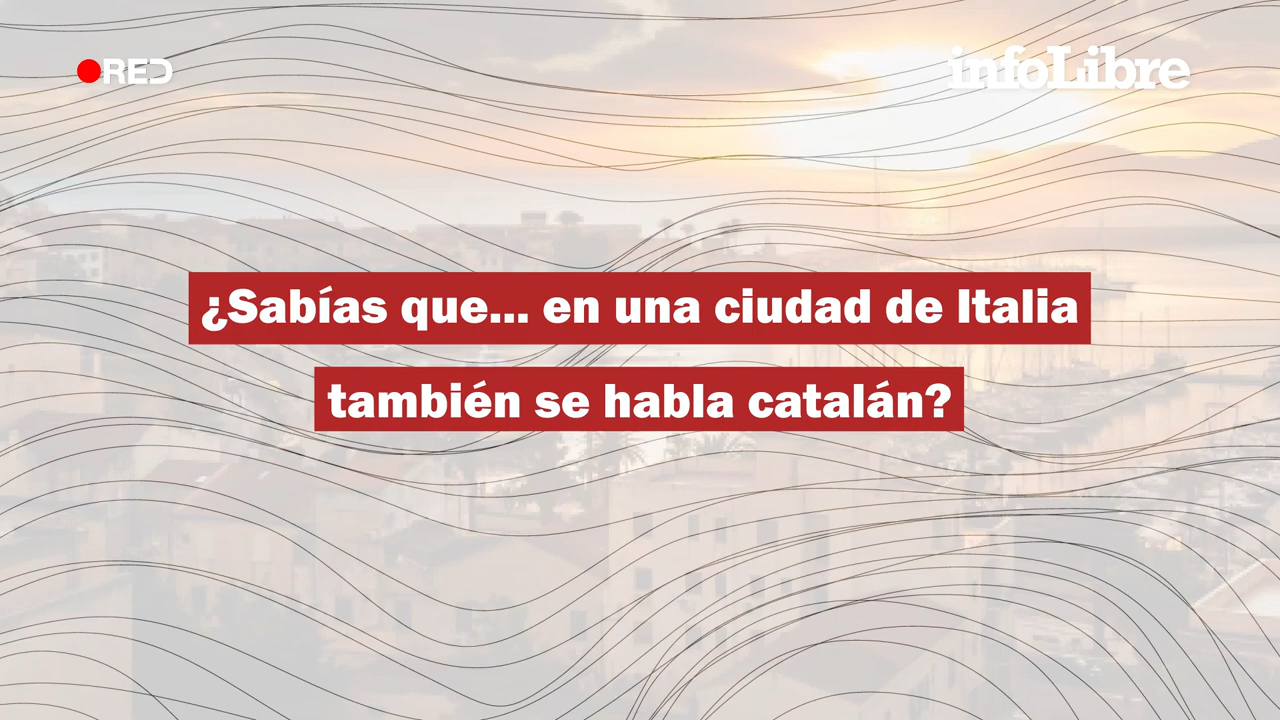 RED
infoLibre
¿Sabías que... en una ciudad de Italia
también se habla catalán?